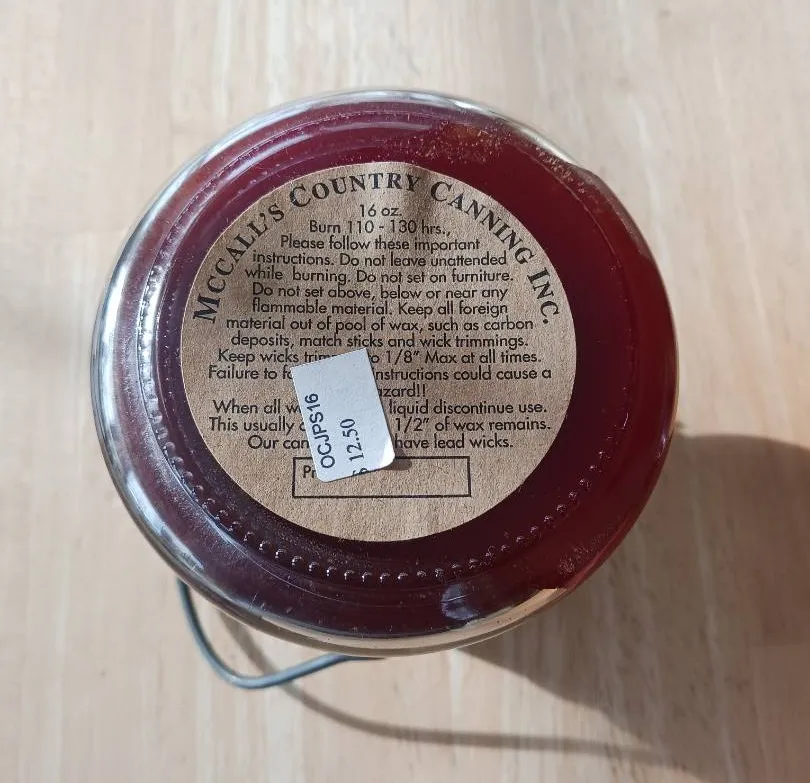 McCall's Country Canning Inc.
16 oz.
Burn 110 - 130 hrs.,
Please follow these important
instructions. Do not leave unattended
while burning. Do not set on furniture.
Do not set above, below or near any
flammable material. Keep all foreign
material out of pool of wax, such as carbon
deposits, match sticks and wick trimmings.
Keep wicks to 1/8" Max at all times.
Failure to instructions could cause a
When all liquid discontinue use.
This usually 1/2" of wax remains.
Our have lead wicks.
OCJPS16
$ 12.50